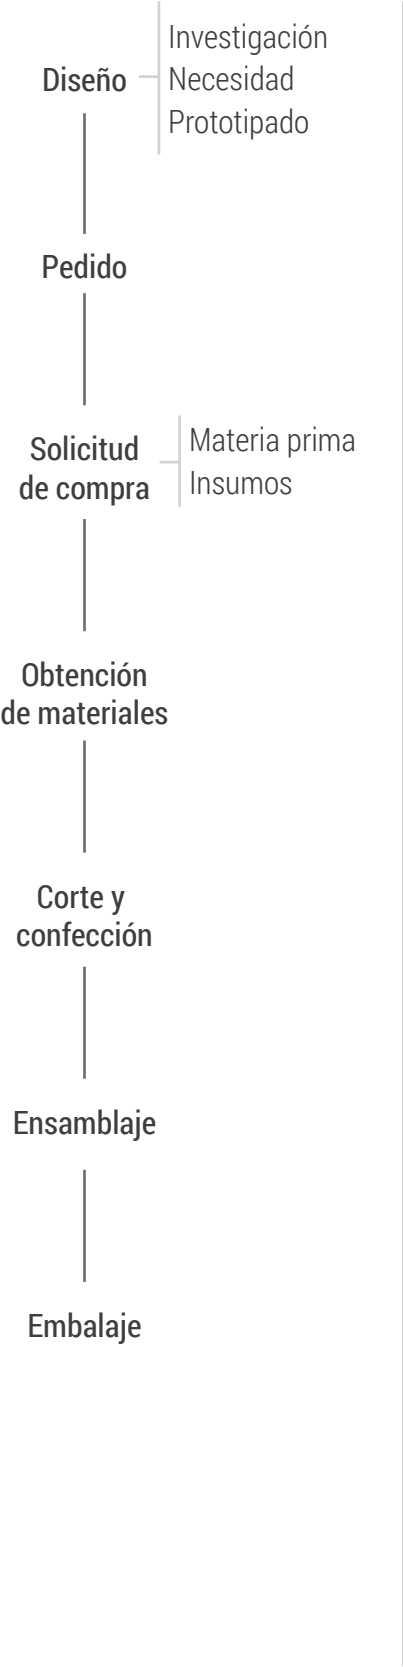 Diseño
Investigación
Necesidad
Prototipado
Pedido
Solicitud
de compra
Materia prima
Insumos
Obtención
de materiales
Corte y
confección
Ensamblaje
Embalaje